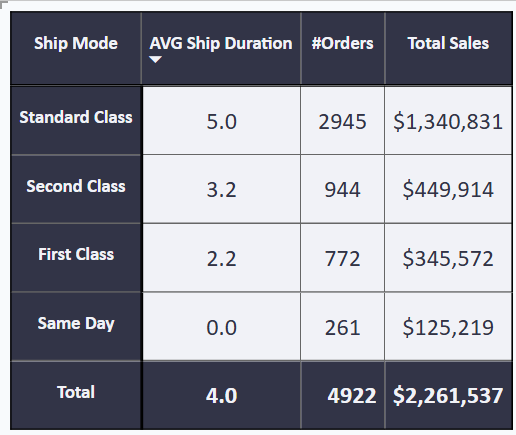 Ship Mode AVG Ship Duration #Orders Total Sales
Standard Class 5.0 2945 $1,340,831
Second Class 3.2 944 $449,914
First Class 2.2 772 $345,572
Same Day 0.0 261 $125,219
Total 4.0 4922 $2,261,537